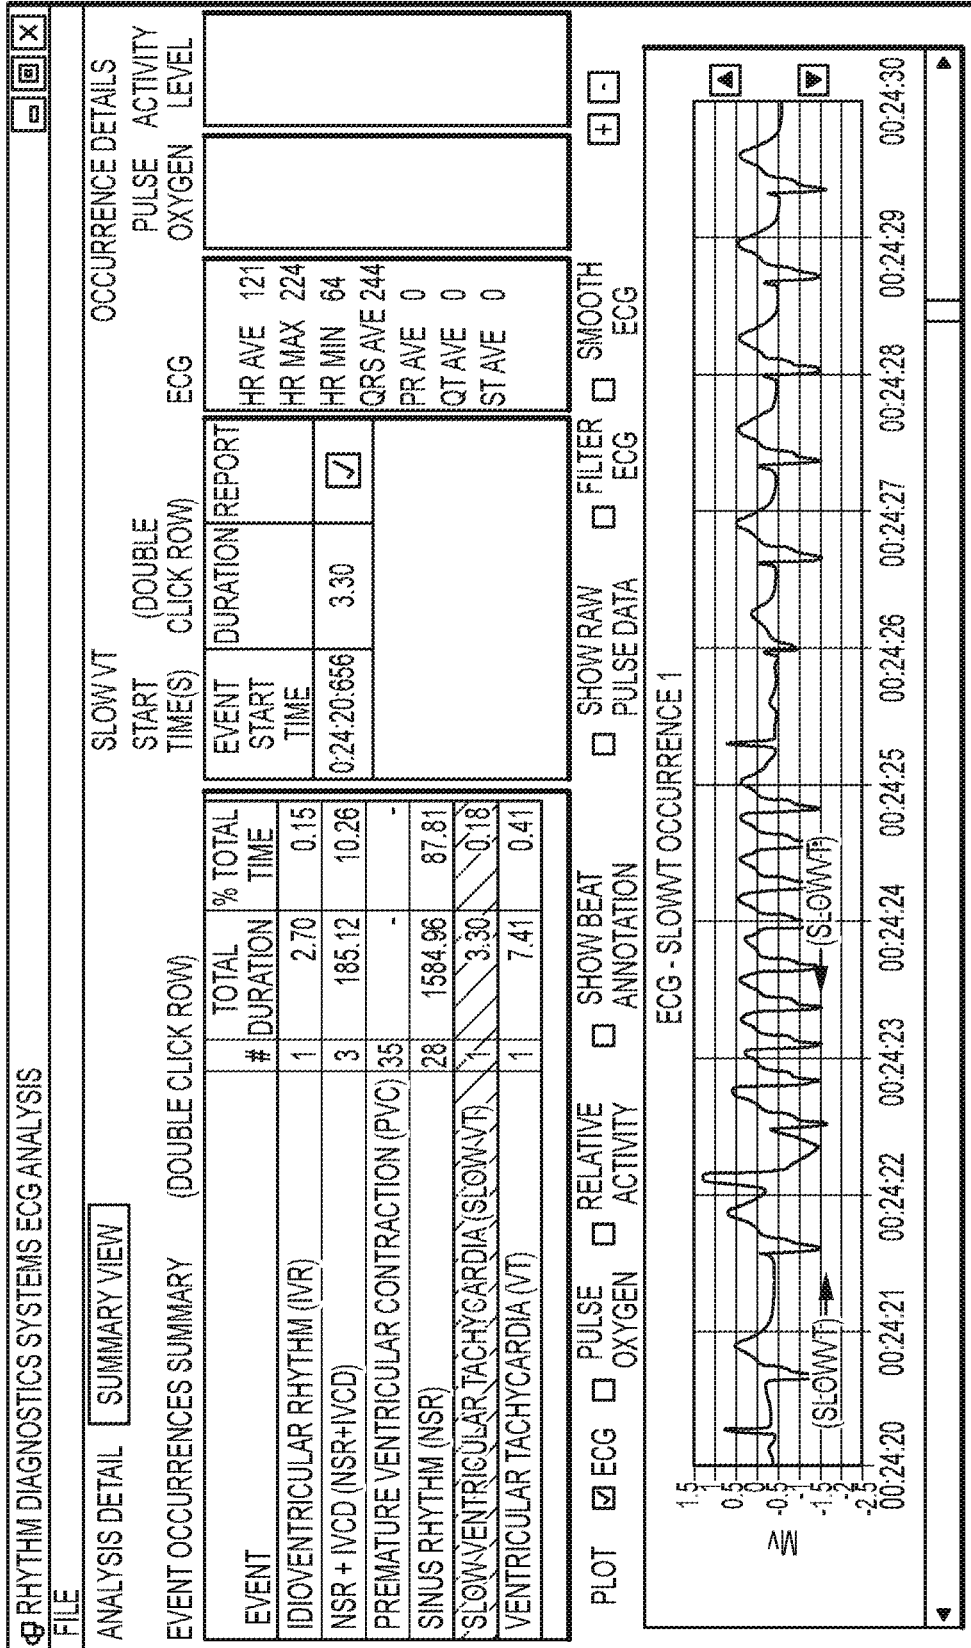 RHYTHM DIAGNOSTICS SYSTEMS ECG ANALYSIS
FILE
ANALYSIS DETAIL SUMMARY VIEW
EVENT OCCURRENCES SUMMARY (DOUBLE CLICK ROW)
EVENT # TOTAL DURATION % TOTAL TIME
IDIOVENTRICULAR RHYTHM (IVR) 1 2.70 0.15
NSR + IVCD (NSR+IVCD) 3 185.12 10.26
PREMATURE VENTRICULAR CONTRACTION (PVC) 35 - -
SINUS RHYTHM (NSR) 28 1584.96 87.81
SLOW-VENTRICULAR TACHYCARDIA (SLOW-VT) 1 3.30 0.18
VENTRICULAR TACHYCARDIA (VT) 1 7.41 0.41
SLOW VT
START TIME(S) (DOUBLE CLICK ROW)
EVENT START TIME DURATION REPORT
0:24:20:656 3.30
OCCURRENCE DETAILS
ECG
HR AVE 121
HR MAX 224
HR MIN 64
QRS AVE 244
PR AVE 0
QT AVE 0
ST AVE 0
PULSE OXYGEN
ACTIVITY LEVEL
PLOT ECG PULSE OXYGEN RELATIVE ACTIVITY SHOW BEAT ANNOTATION SHOW RAW PULSE DATA FILTER ECG SMOOTH ECG + -
ECG - SLOWVT OCCURRENCE 1
Mv
1.5
1
0.5
0
-0.5
-1
-1.5
-2
-2.5
(SLOWVT)
(SLOWVT)
00:24:20 00:24:21 00:24:22 00:24:23 00:24:24 00:24:25 00:24:26 00:24:27 00:24:28 00:24:29 00:24:30